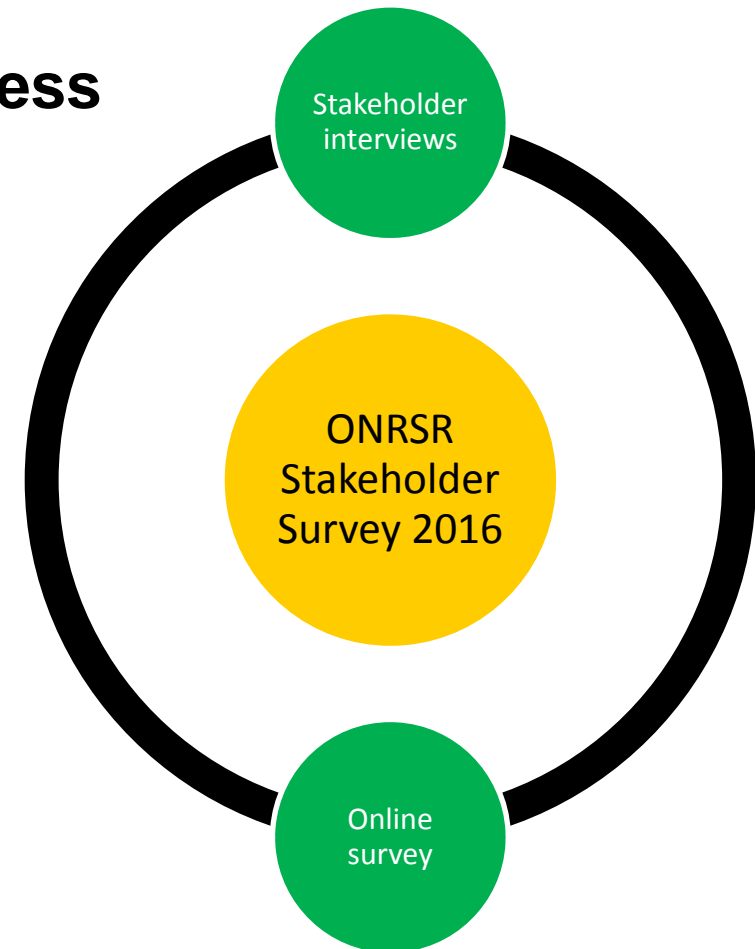 ess
Stakeholder
interviews
ONRSR
Stakeholder
Survey 2016
Online
survey